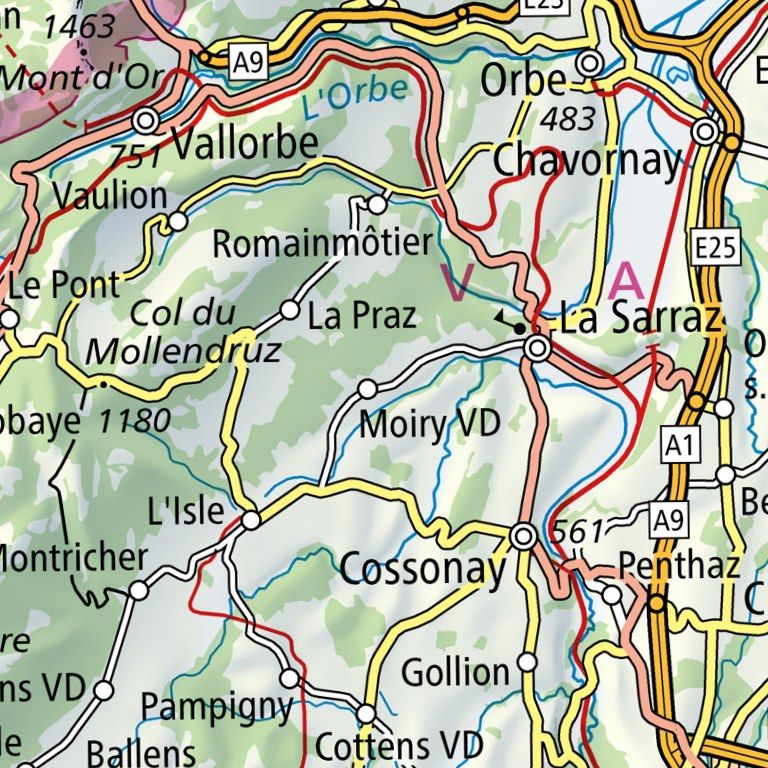 1463
E25
Mont d'Or
A9
L'Orbe
Orbe
483
Vallorbe
751
Chavornay
Vaulion
Romainmôtier
E25
Le Pont
V
A
Col du
Mollendruz
La Praz
La Sarraz
1180
Moiry VD
A1
L'Isle
A9
561
Montricher
Cossonay
Penthaz
Gollion
ns VD
Pampigny
Ballens
Cottens VD